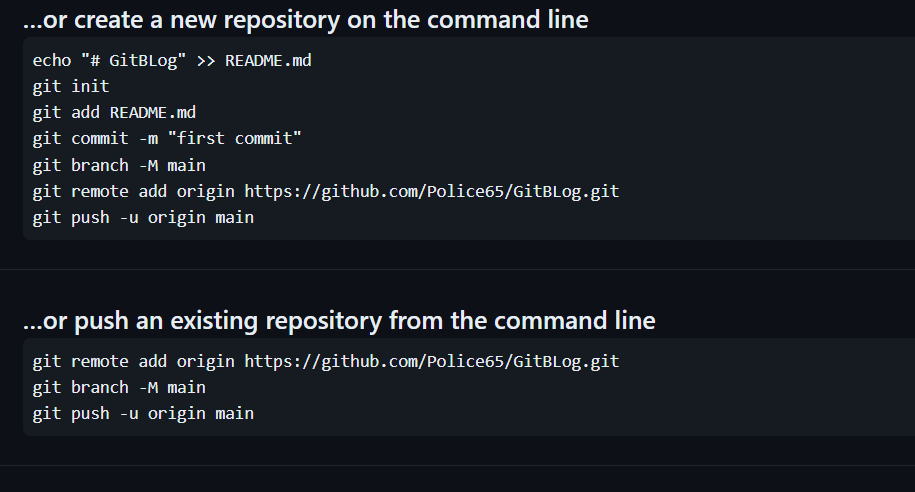 ...or create a new repository on the command line
echo "# GitBLog" >> README.md
git init
git add README.md
git commit -m "first commit"
git branch -M main
git remote add origin https://github.com/Police65/GitBLog.git
git push -u origin main
...or push an existing repository from the command line
git remote add origin https://github.com/Police65/GitBLog.git
git branch -M main
git push -u origin main